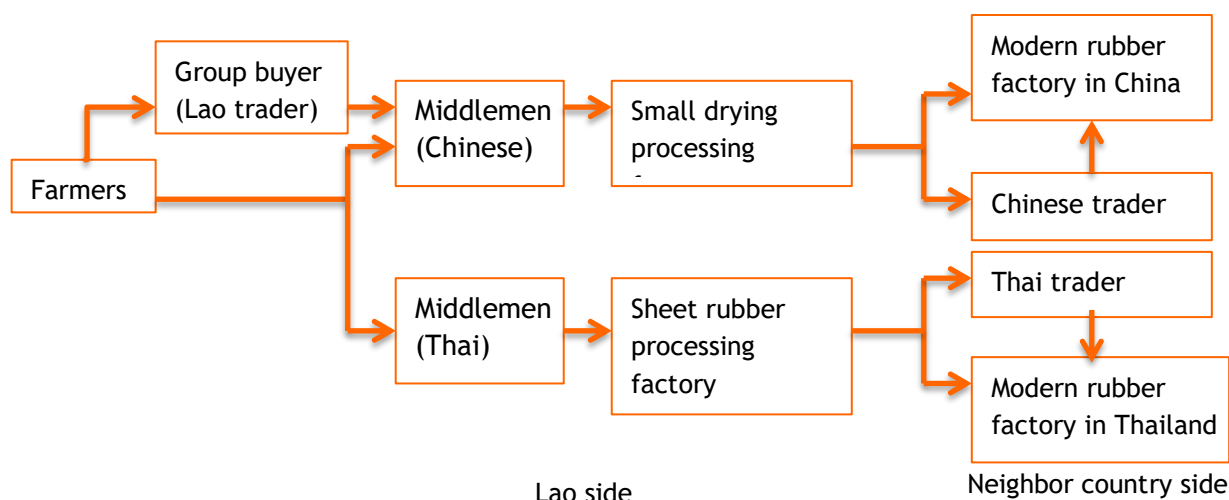 Group buyer
(Lao trader)
Farmers
Middlemen
(Chinese)
Small drying
processing
Modern rubber
factory in China
Chinese trader
Middlemen
(Thai)
Sheet rubber
processing
factory
Thai trader
Modern rubber
factory in Thailand
Lao side
Neighbor country side